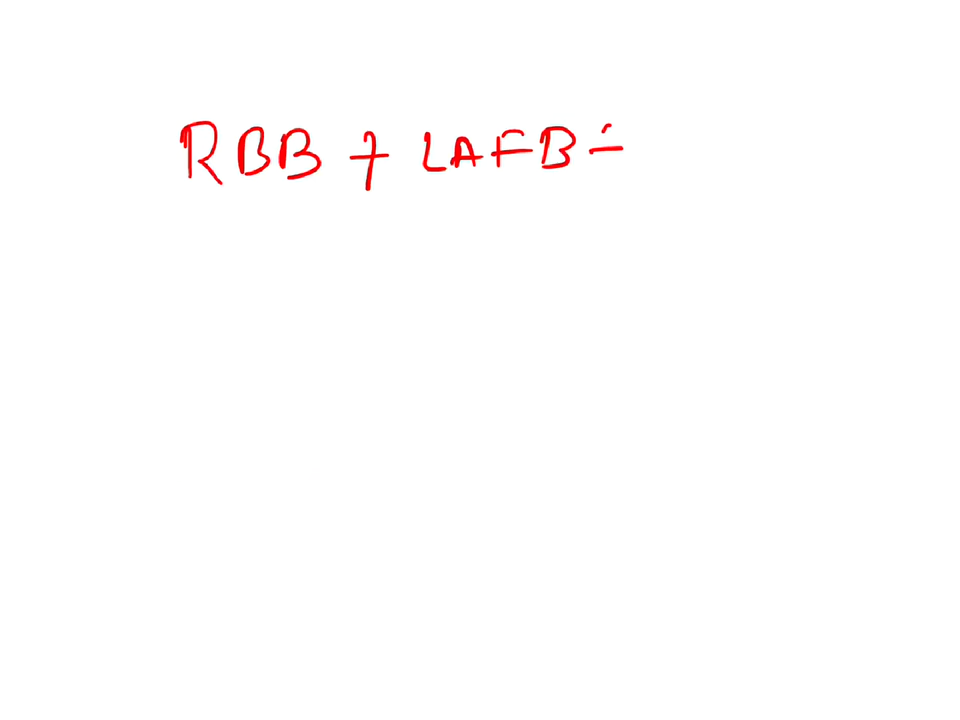 RBB + LAFB =